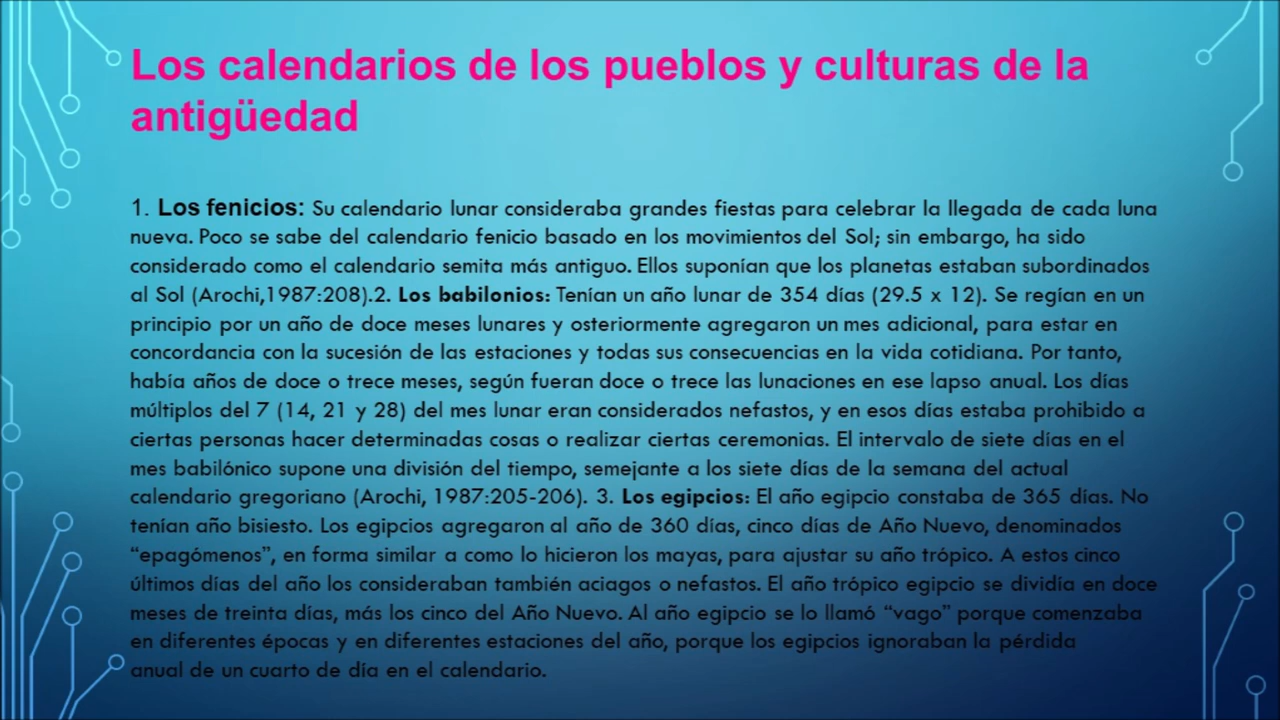 Los calendarios de los pueblos y culturas de la
antigüedad
1. Los fenicios: Su calendario lunar consideraba grandes fiestas para celebrar la llegada de cada luna
nueva. Poco se sabe del calendario fenicio basado en los movimientos del Sol; sin embargo, ha sido
considerado como el calendario semita más antiguo. Ellos suponían que los planetas estaban subordinados
al Sol (Arochi,1987:208).2. Los babilonios: Tenían un año lunar de 354 días (29.5 x 12). Se regían en un
principio por un año de doce meses lunares y osteriormente agregaron un mes adicional, para estar en
concordancia con la sucesión de las estaciones y todas sus consecuencias en la vida cotidiana. Por tanto,
había años de doce o trece meses, según fueran doce o trece las lunaciones en ese lapso anual. Los días
múltiplos del 7 (14, 21 y 28) del mes lunar eran considerados nefastos, y en esos días estaba prohibido a
ciertas personas hacer determinadas cosas o realizar ciertas ceremonias. El intervalo de siete días en el
mes babilónico supone una división del tiempo, semejante a los siete días de la semana del actual
calendario gregoriano (Arochi, 1987:205-206). 3. Los egipcios: El año egipcio constaba de 365 días. No
tenían año bisiesto. Los egipcios agregaron al año de 360 días, cinco días de Año Nuevo, denominados
“epagómenos”, en forma similar a como lo hicieron los mayas, para ajustar su año trópico. A estos cinco
últimos días del año los consideraban también aciagos o nefastos. El año trópico egipcio se dividía en doce
meses de treinta días, más los cinco del Año Nuevo. Al año egipcio se lo llamó “vago” porque comenzaba
en diferentes épocas y en diferentes estaciones del año, porque los egipcios ignoraban la pérdida
anual de un cuarto de día en el calendario.